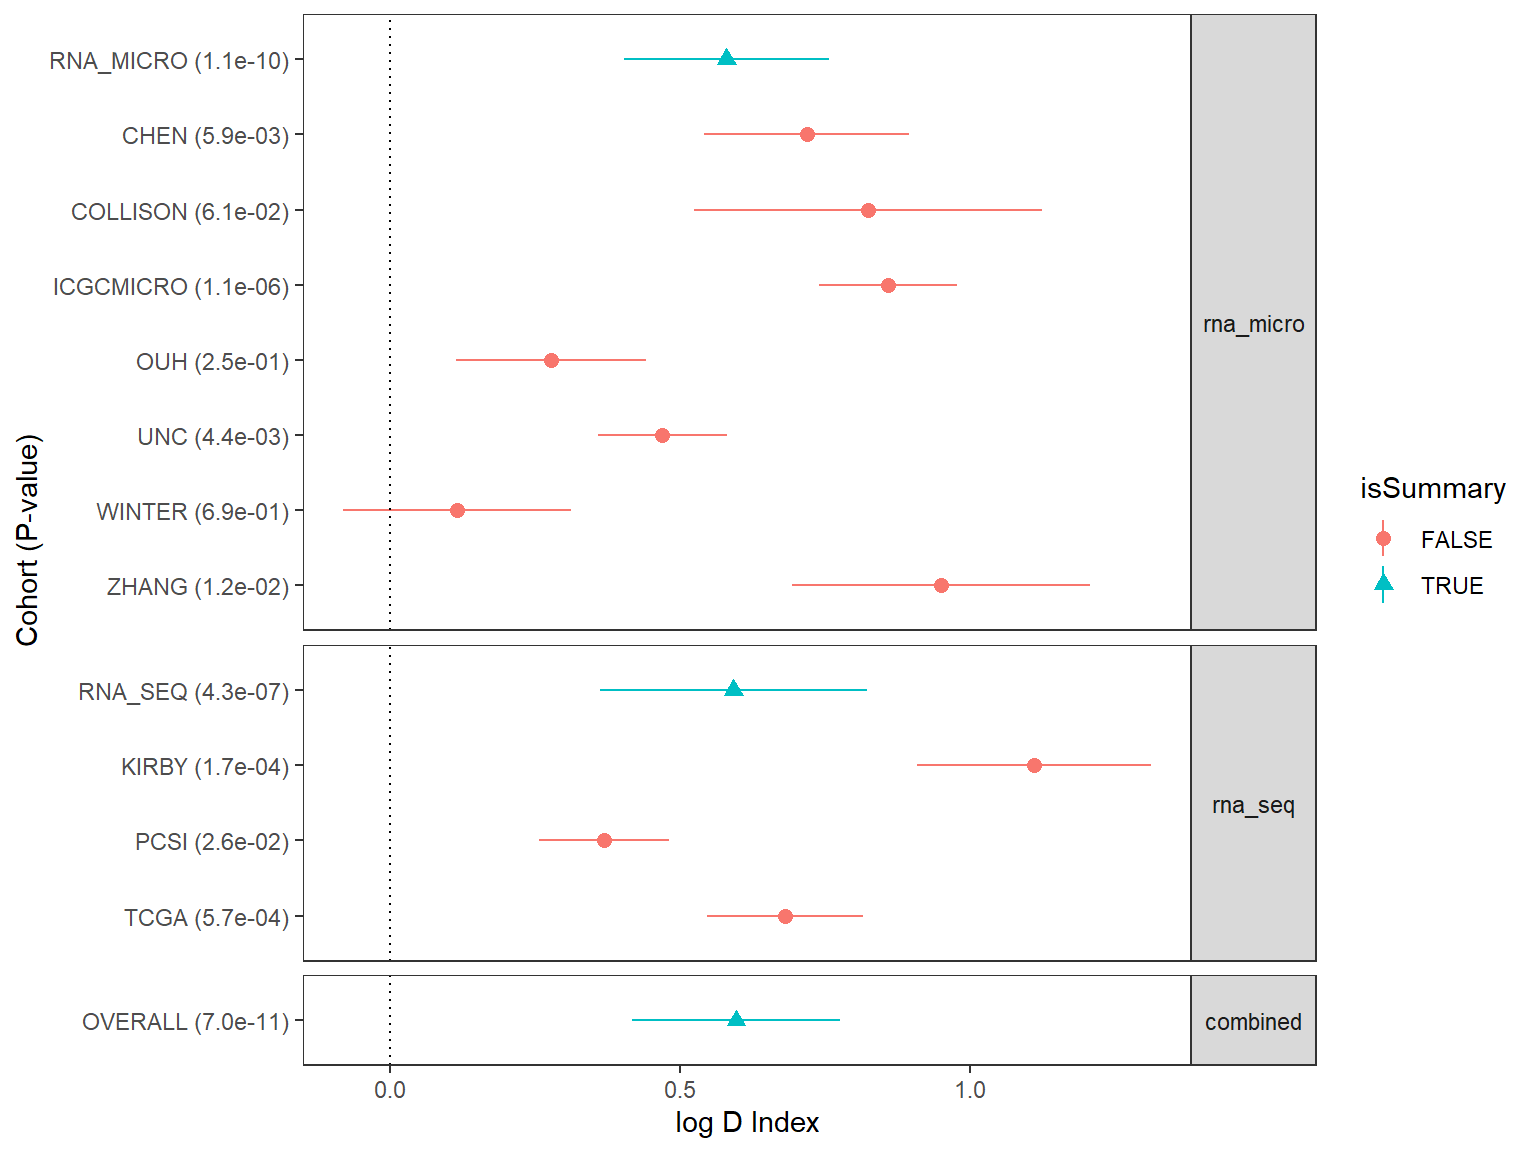 RNA_MICRO (1.1e-10)
CHEN (5.9e-03)
COLLISON (6.1e-02)
ICGCMICRO (1.1e-06)
OUH (2.5e-01)
UNC (4.4e-03)
WINTER (6.9e-01)
ZHANG (1.2e-02)
rna_micro
RNA_SEQ (4.3e-07)
KIRBY (1.7e-04)
PCSI (2.6e-02)
TCGA (5.7e-04)
rna_seq
OVERALL (7.0e-11)
combined
Cohort (P-value)
0.0
0.5
1.0
log D Index
isSummary
FALSE
TRUE